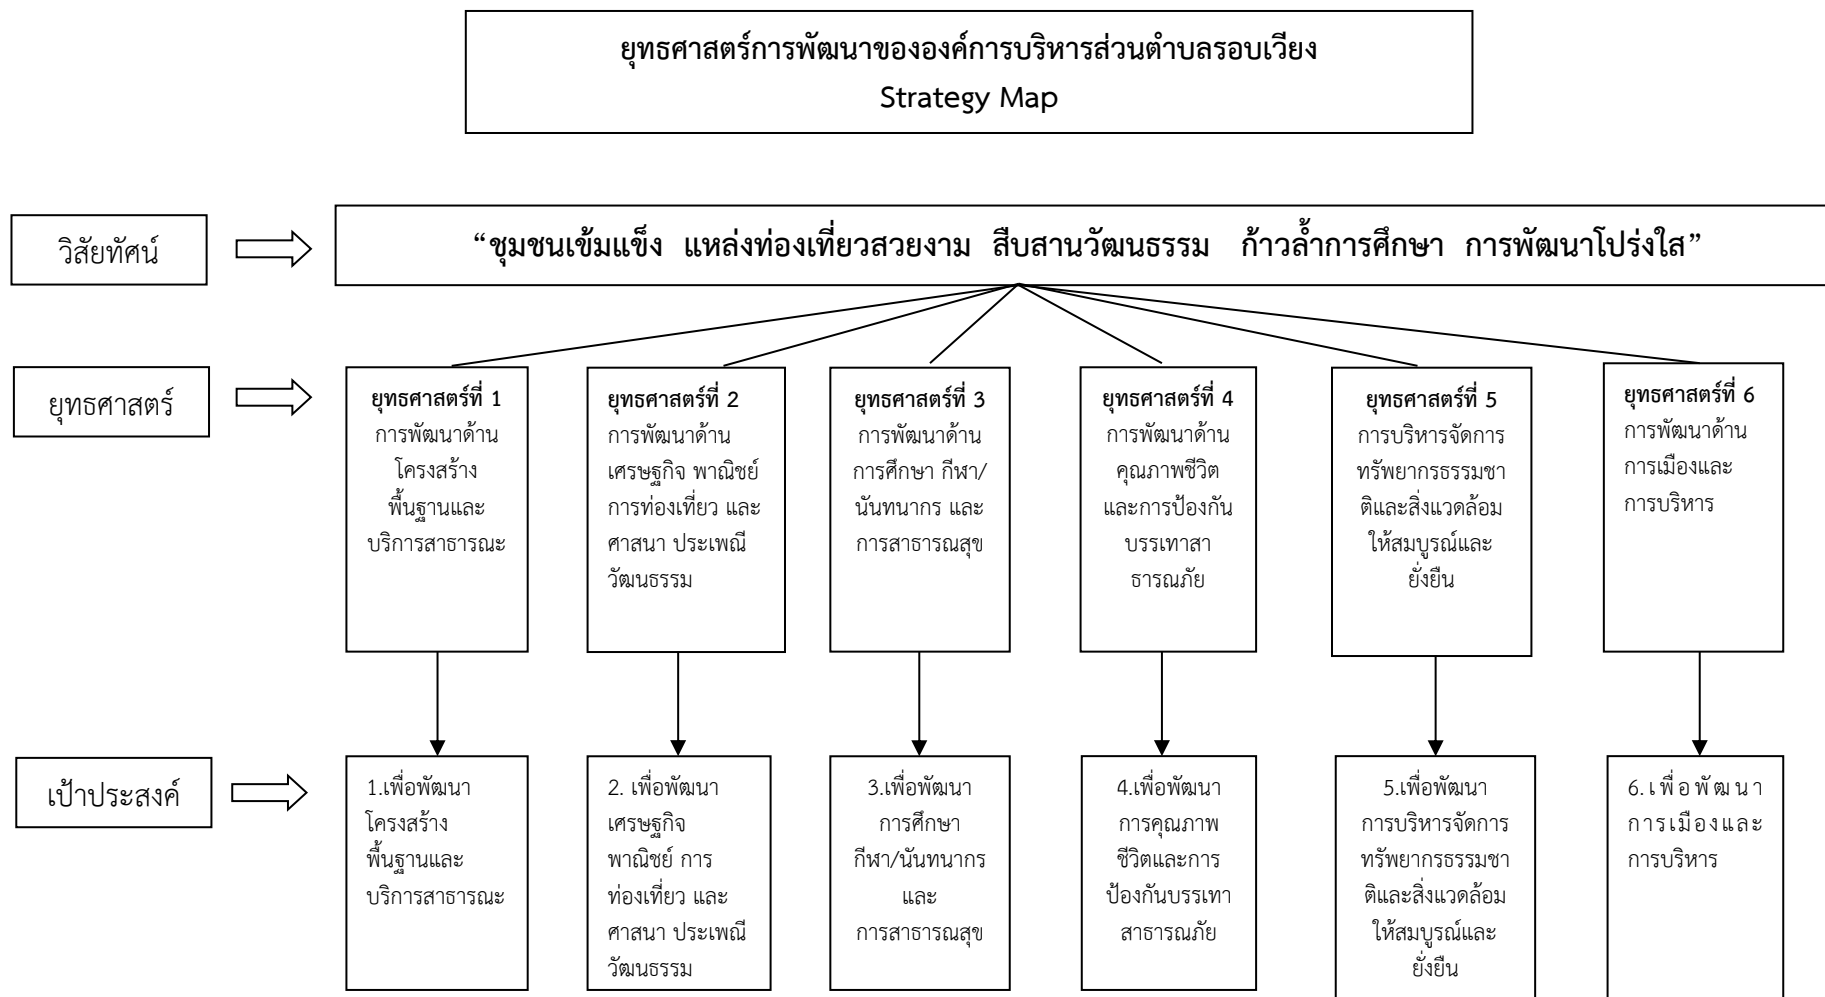 ยุทธศาสตร์การพัฒนาขององค์การบริหารส่วนตำบลรอบเวียง
Strategy Map
วิสัยทัศน์
“ชุมชนเข้มแข็ง แหล่งท่องเที่ยวสวยงาม สืบสานวัฒนธรรม ก้าวล้ำการศึกษา การพัฒนาโปร่งใส”
ยุทธศาสตร์
ยุทธศาสตร์ที่ 1
การพัฒนาด้าน
โครงสร้าง
พื้นฐานและ
บริการสาธารณะ
ยุทธศาสตร์ที่ 2
การพัฒนาด้าน
เศรษฐกิจ พาณิชย์
การท่องเที่ยว และ
ศาสนา ประเพณี
วัฒนธรรม
ยุทธศาสตร์ที่ 3
การพัฒนาด้าน
การศึกษา กีฬา/
นันทนากร และ
การสาธารณสุข
ยุทธศาสตร์ที่ 4
การพัฒนาด้าน
คุณภาพชีวิต
และการป้องกัน
บรรเทาสา
ธารณภัย
ยุทธศาสตร์ที่ 5
การบริหารจัดการ
ทรัพยากรธรรมชา
ติและสิ่งแวดล้อม
ให้สมบูรณ์และ
ยั่งยืน
ยุทธศาสตร์ที่ 6
การพัฒนาด้าน
การเมืองและ
การบริหาร
เป้าประสงค์
1.เพื่อพัฒนา
โครงสร้าง
พื้นฐานและ
บริการสาธารณะ
2. เพื่อพัฒนา
เศรษฐกิจ
พาณิชย์ การ
ท่องเที่ยว และ
ศาสนา ประเพณี
วัฒนธรรม
3.เพื่อพัฒนา
การศึกษา
กีฬา/นันทนากร
และ
การสาธารณสุข
4.เพื่อพัฒนา
การคุณภาพ
ชีวิตและการ
ป้องกันบรรเทา
สาธารณภัย
5.เพื่อพัฒนา
การบริหารจัดการ
ทรัพยากรธรรมชา
ติและสิ่งแวดล้อม
ให้สมบูรณ์และ
ยั่งยืน
6.เพื่อพัฒนา
การเมืองและ
การบริหาร